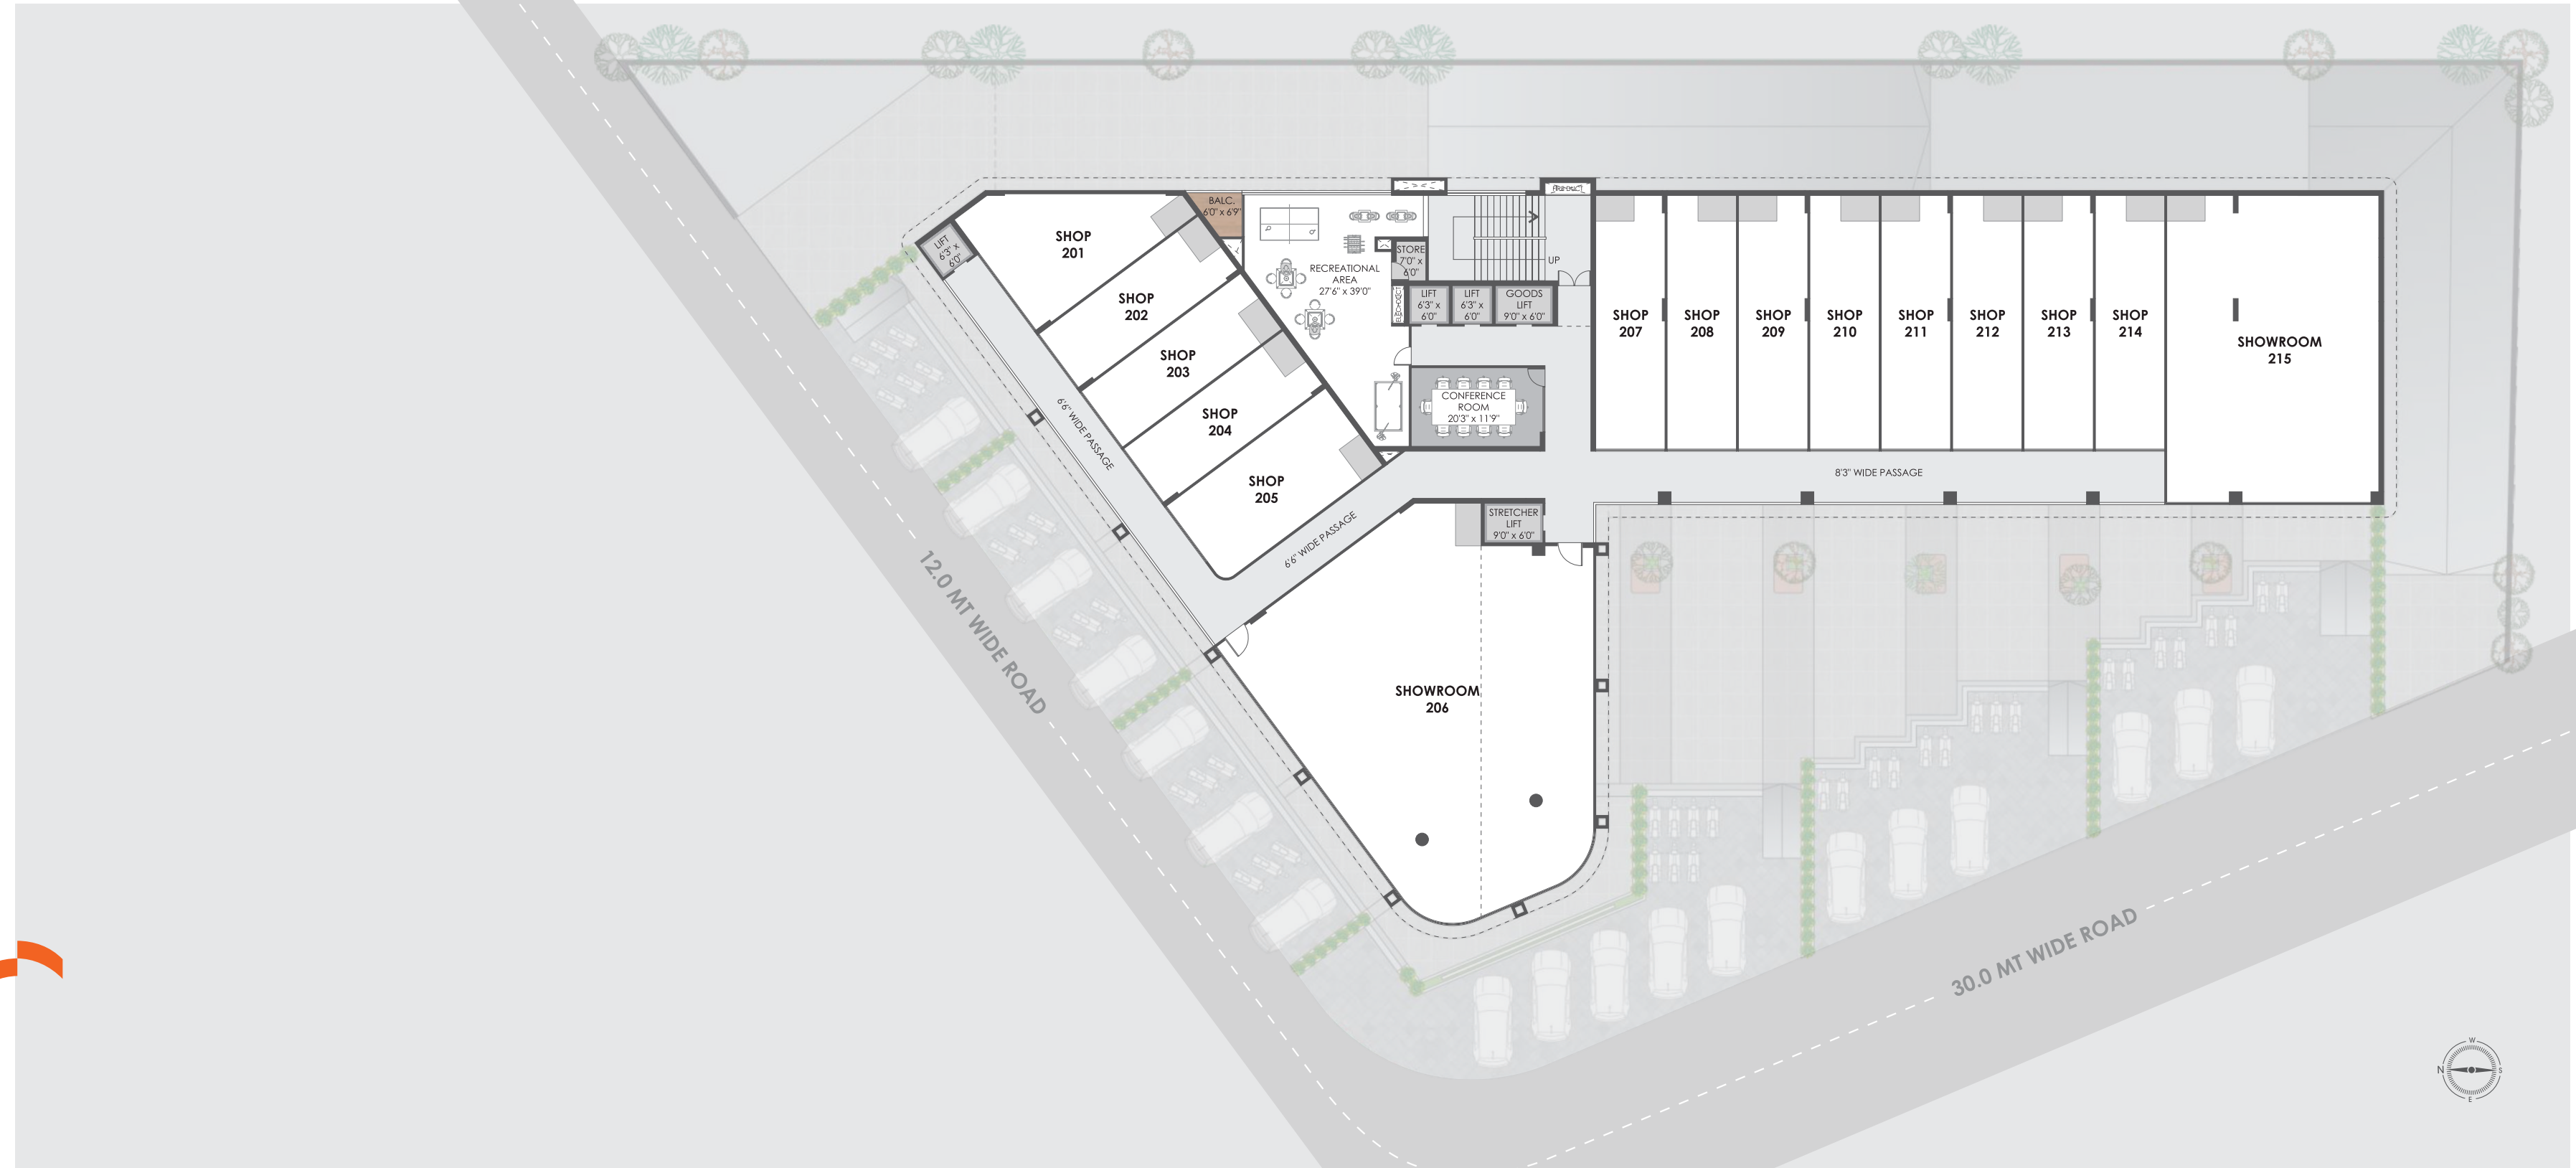 BALC.
6'0" x 6'9"
SHOP
201
LIFT
6'3" x
6'0"
SHOP
202
SHOP
203
SHOP
204
SHOP
205
6'6" WIDE PASSAGE
6'6" WIDE PASSAGE
RECREATIONAL
AREA
27'6" x 39'0"
STORE
7'0" x
6'0"
UP
LIFT
6'3" x
6'0"
LIFT
6'3" x
6'0"
GOODS
LIFT
9'0" x 6'0"
CONFERENCE
ROOM
20'3" x 11'9"
STRETCHER
LIFT
9'0" x 6'0"
SHOWROOM
206
SHOP
207
SHOP
208
SHOP
209
SHOP
210
SHOP
211
SHOP
212
SHOP
213
SHOP
214
SHOWROOM
215
8'3" WIDE PASSAGE
12.0 MT WIDE ROAD
30.0 MT WIDE ROAD
W
N
S
E